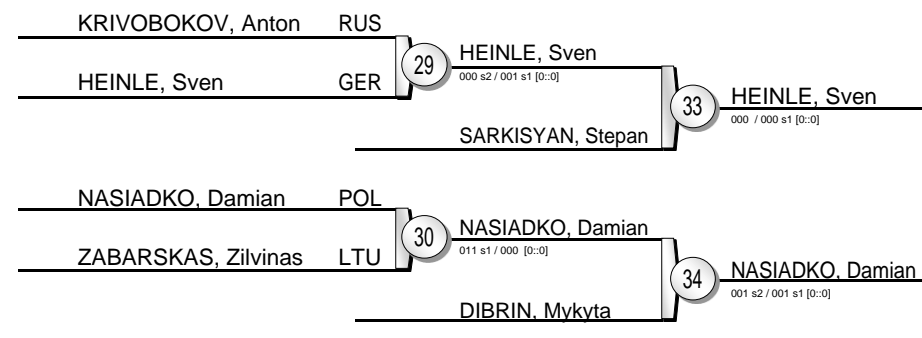 KRIVOBOKOV, Anton RUS
29
HEINLE, Sven
000 s2 / 001 s1 [0::0]
HEINLE, Sven GER
33
HEINLE, Sven
000 / 000 s1 [0::0]
SARKISYAN, Stepan
NASIADKO, Damian POL
30
NASIADKO, Damian
011 s1 / 000 [0::0]
ZABARSKAS, Zilvinas LTU
34
NASIADKO, Damian
001 s2 / 001 s1 [0::0]
DIBRIN, Mykyta